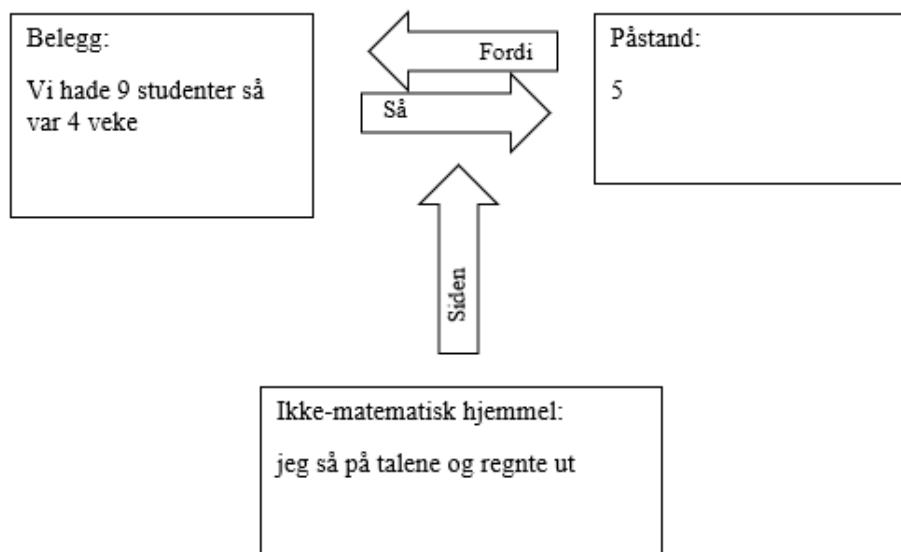 Belegg:
Vi hade 9 studenter så
var 4 veke
Fordi
Så
Påstand:
5
Siden
Ikke-matematisk hjemmel:
jeg så på talene og regnte ut